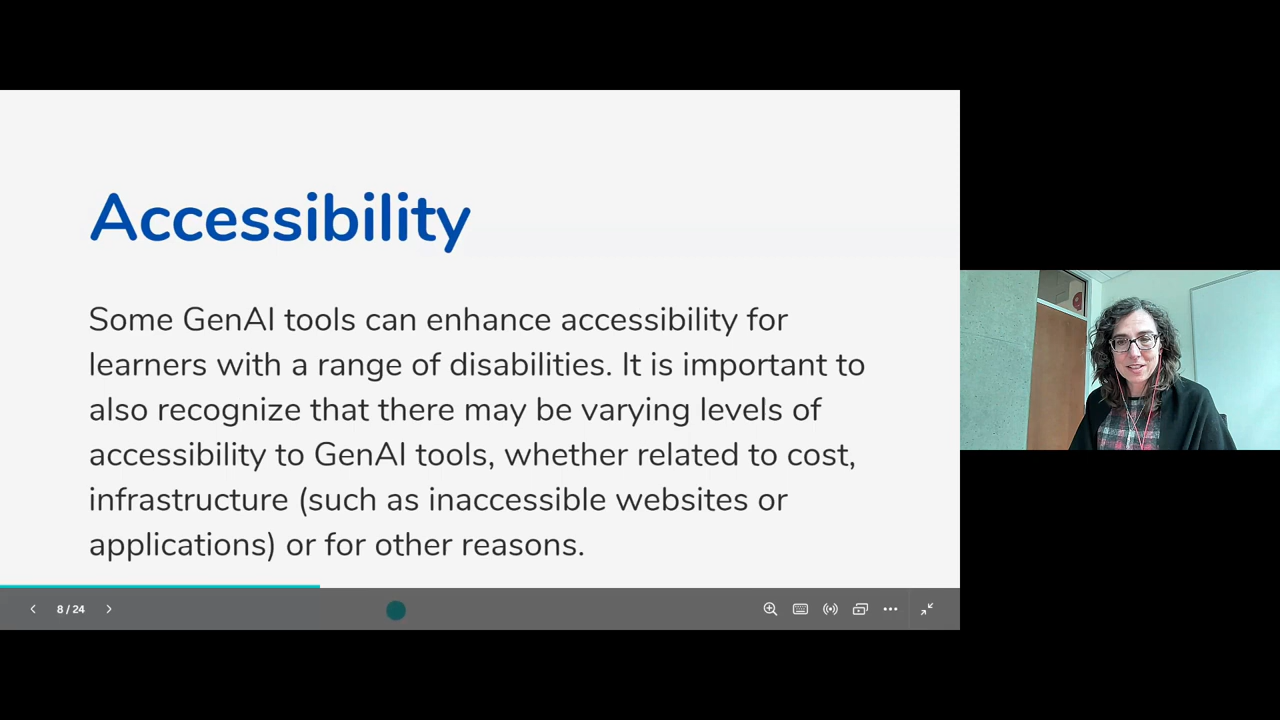 Accessibility
Some GenAI tools can enhance accessibility for
learners with a range of disabilities. It is important to
also recognize that there may be varying levels of
accessibility to GenAI tools, whether related to cost,
infrastructure (such as inaccessible websites or
applications) or for other reasons.
8 / 24